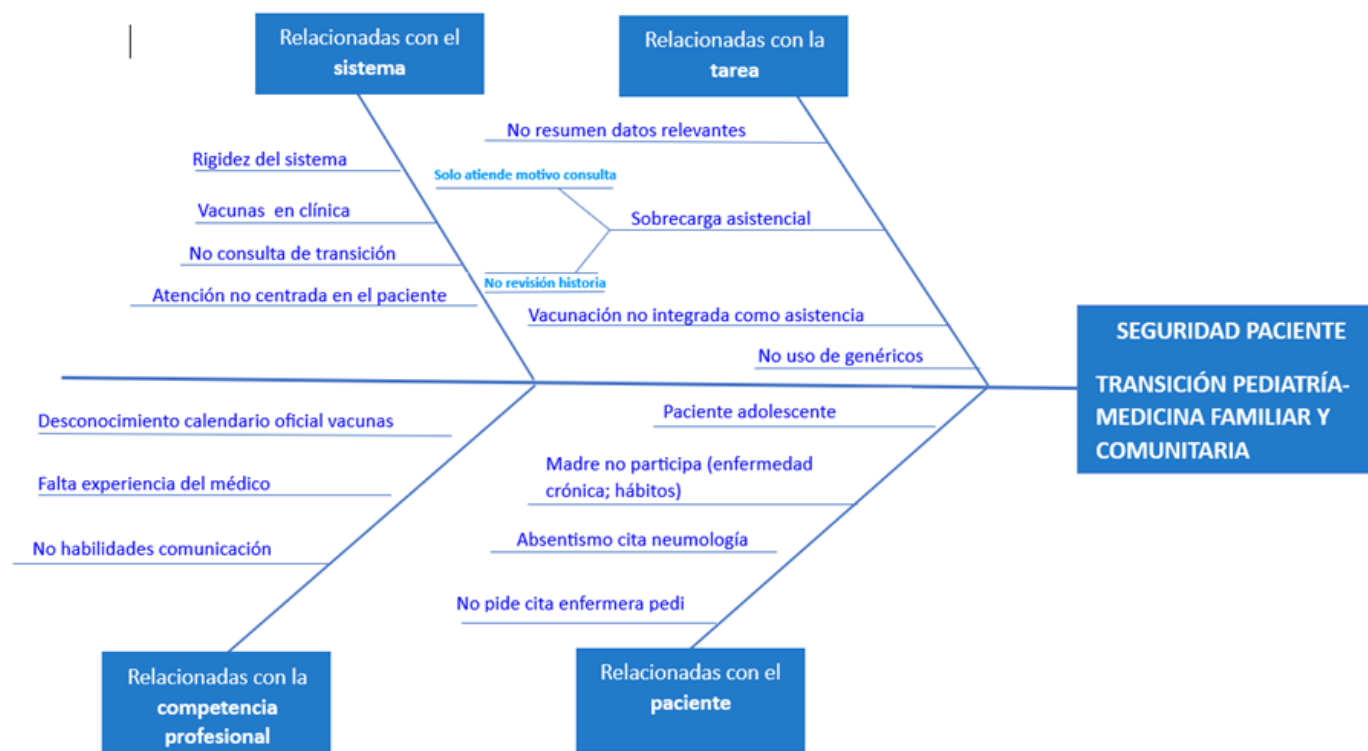 Relacionadas con el
sistema
Relacionadas con la
tarea
Rigidez del sistema
Vacunas en clínica
No consulta de transición
Atención no centrada en el paciente
No resumen datos relevantes
Solo atiende motivo consulta
Sobrecarga asistencial
No revisión historia
Vacunación no integrada como asistencia
No uso de genéricos
SEGURIDAD PACIENTE
TRANSICIÓN PEDIATRÍA-
MEDICINA FAMILIAR Y
COMUNITARIA
Desconocimiento calendario oficial vacunas
Falta experiencia del médico
No habilidades comunicación
Paciente adolescente
Madre no participa (enfermedad
crónica; hábitos)
Absentismo cita neumología
No pide cita enfermera pedi
Relacionadas con la
competencia
profesional
Relacionadas con el
paciente